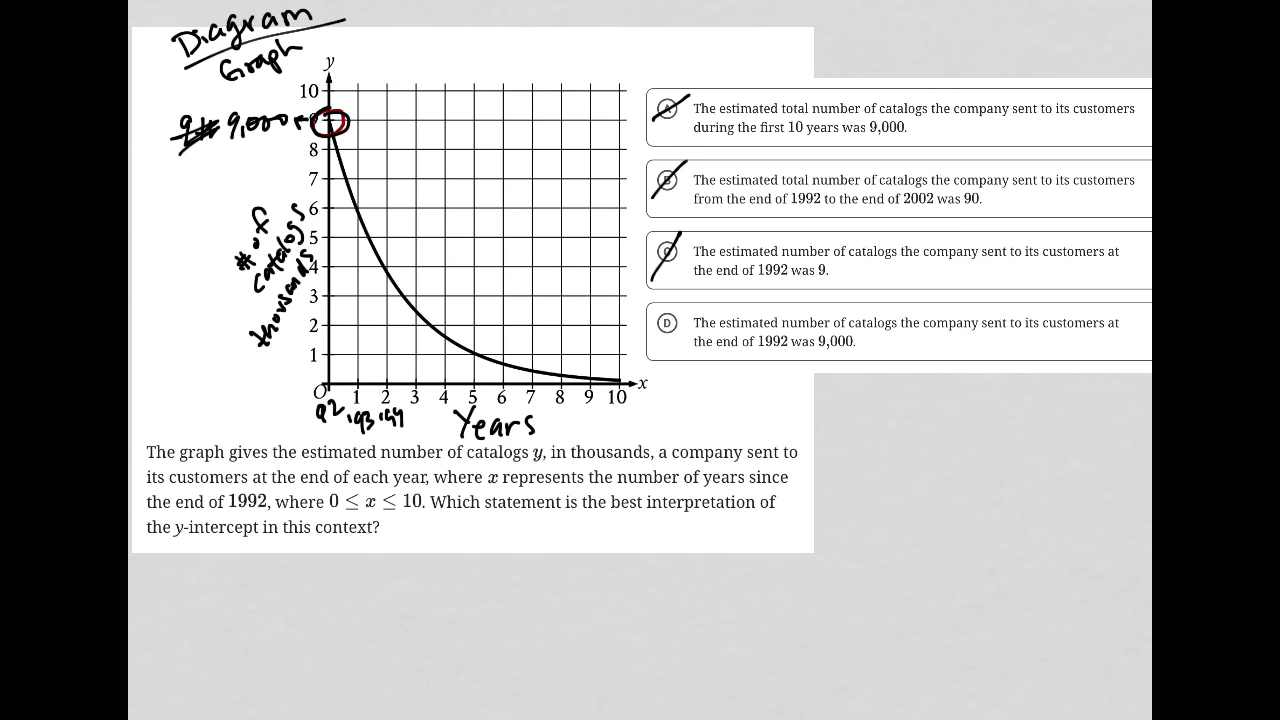 Diagram
Graph
y
10
9 # 9,000
8
7
6
5
4
3
2
1
O
1 2 3 4 5 6 7 8 9 10
x
# of
catalogs
thousands
92 '93 '94
Years
The graph gives the estimated number of catalogs y, in thousands, a company sent to
its customers at the end of each year, where x represents the number of years since
the end of 1992, where 0 ≤ x ≤ 10. Which statement is the best interpretation of
the y-intercept in this context?
A
The estimated total number of catalogs the company sent to its customers
during the first 10 years was 9,000.
B
The estimated total number of catalogs the company sent to its customers
from the end of 1992 to the end of 2002 was 90.
C
The estimated number of catalogs the company sent to its customers at
the end of 1992 was 9.
D
The estimated number of catalogs the company sent to its customers at
the end of 1992 was 9,000.